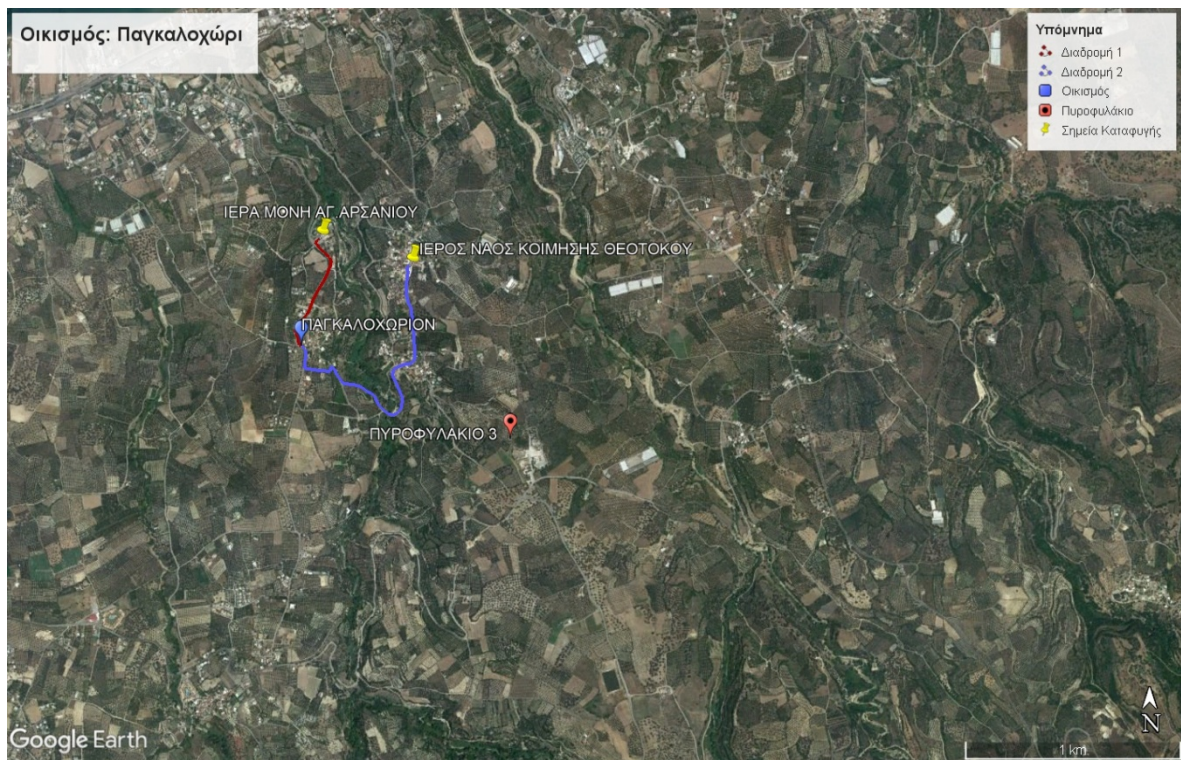 Οικισμός: Παγκαλοχώρι
Υπόμνημα
Διαδρομή 1
Διαδρομή 2
Οικισμός
Πυροφυλάκιο
Σημεία Καταφυγής
ΙΕΡΑ ΜΟΝΗ ΑΓ ΑΡΣΑΝΙΟΥ
ΙΕΡΟΣ ΝΑΟΣ ΚΟΙΜΗΣΗΣ ΘΕΟΤΟΚΟΥ
ΠΑΓΚΑΛΟΧΩΡΙΟΝ
ΠΥΡΟΦΥΛΑΚΙΟ 3
Google Earth
N
1 km